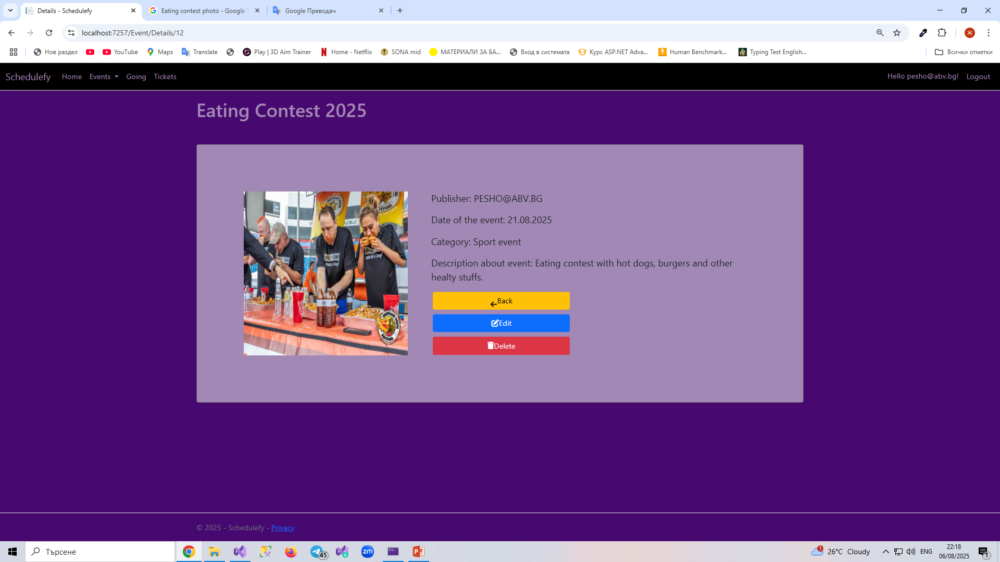 Details - Schedulefy
Eating contest photo - Google
Google Преводач
localhost:7257/Event/Details/12
Нов раздел
YouTube
Maps
Translate
Play | 3D Aim Trainer
Home - Netflix
SONA mid
МАТЕРИАЛИ ЗА БА...
Вход в системата
Курс ASP.NET Adva...
Human Benchmark...
Typing Test English...
Всички отметки
Schedulefy
Home
Events
Going
Tickets
Hello pesho@abv.bg!
Logout
Eating Contest 2025
Publisher: PESHO@ABV.BG
Date of the event: 21.08.2025
Category: Sport event
Description about event: Eating contest with hot dogs, burgers and other
healty stuffs.
Back
Edit
Delete
© 2025 - Schedulefy - Privacy
Търсене
45
zm
1
26°C Cloudy
ENG
22:18
06/08/2025
1